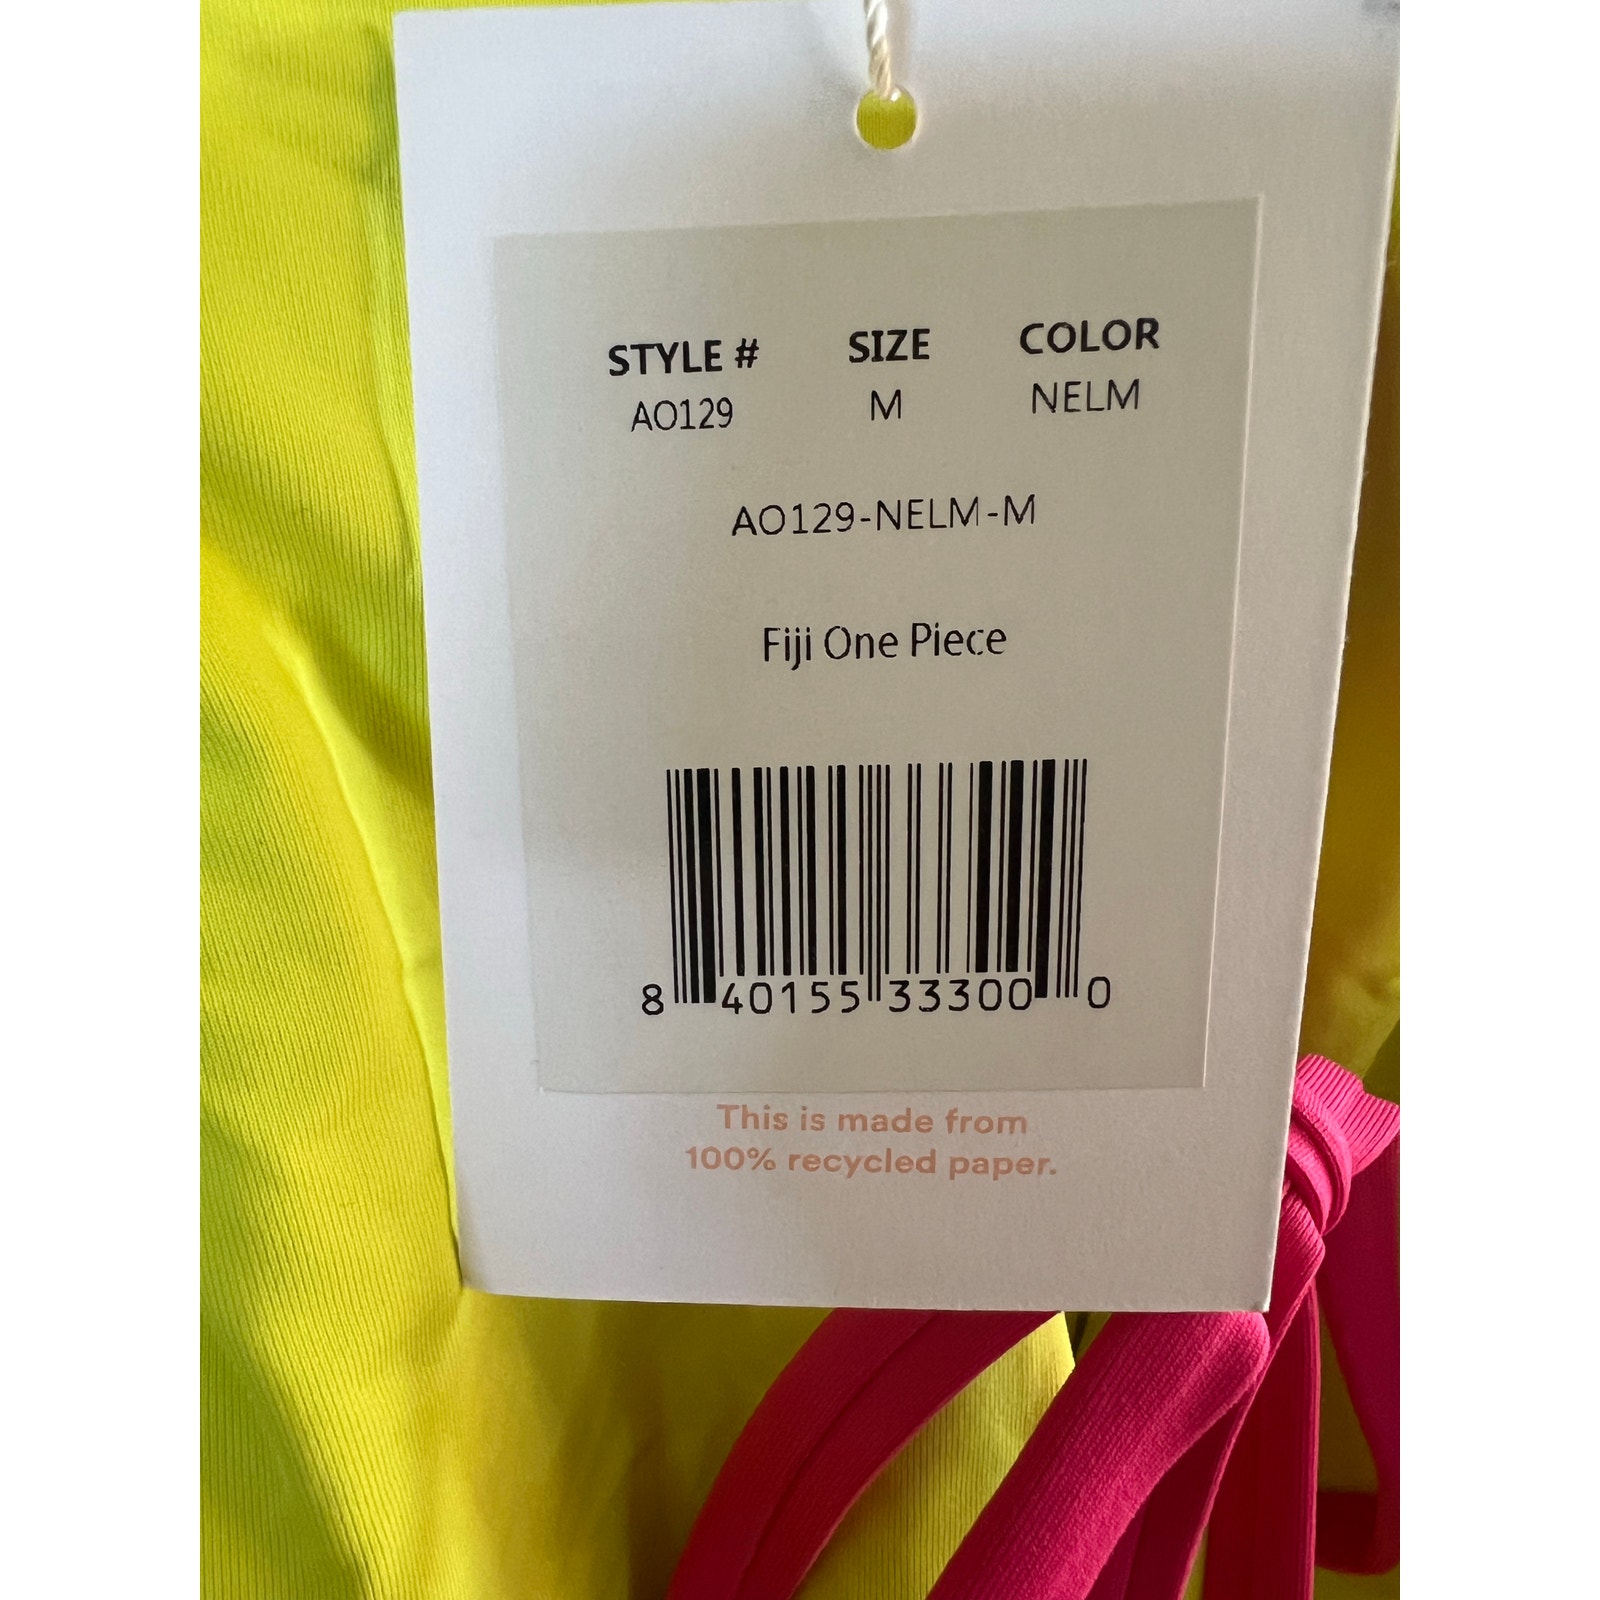 STYLE # SIZE COLOR
AO129 M NELM
AO129-NELM-M
Fiji One Piece
8 40155 33300 0
This is made from
100% recycled paper.